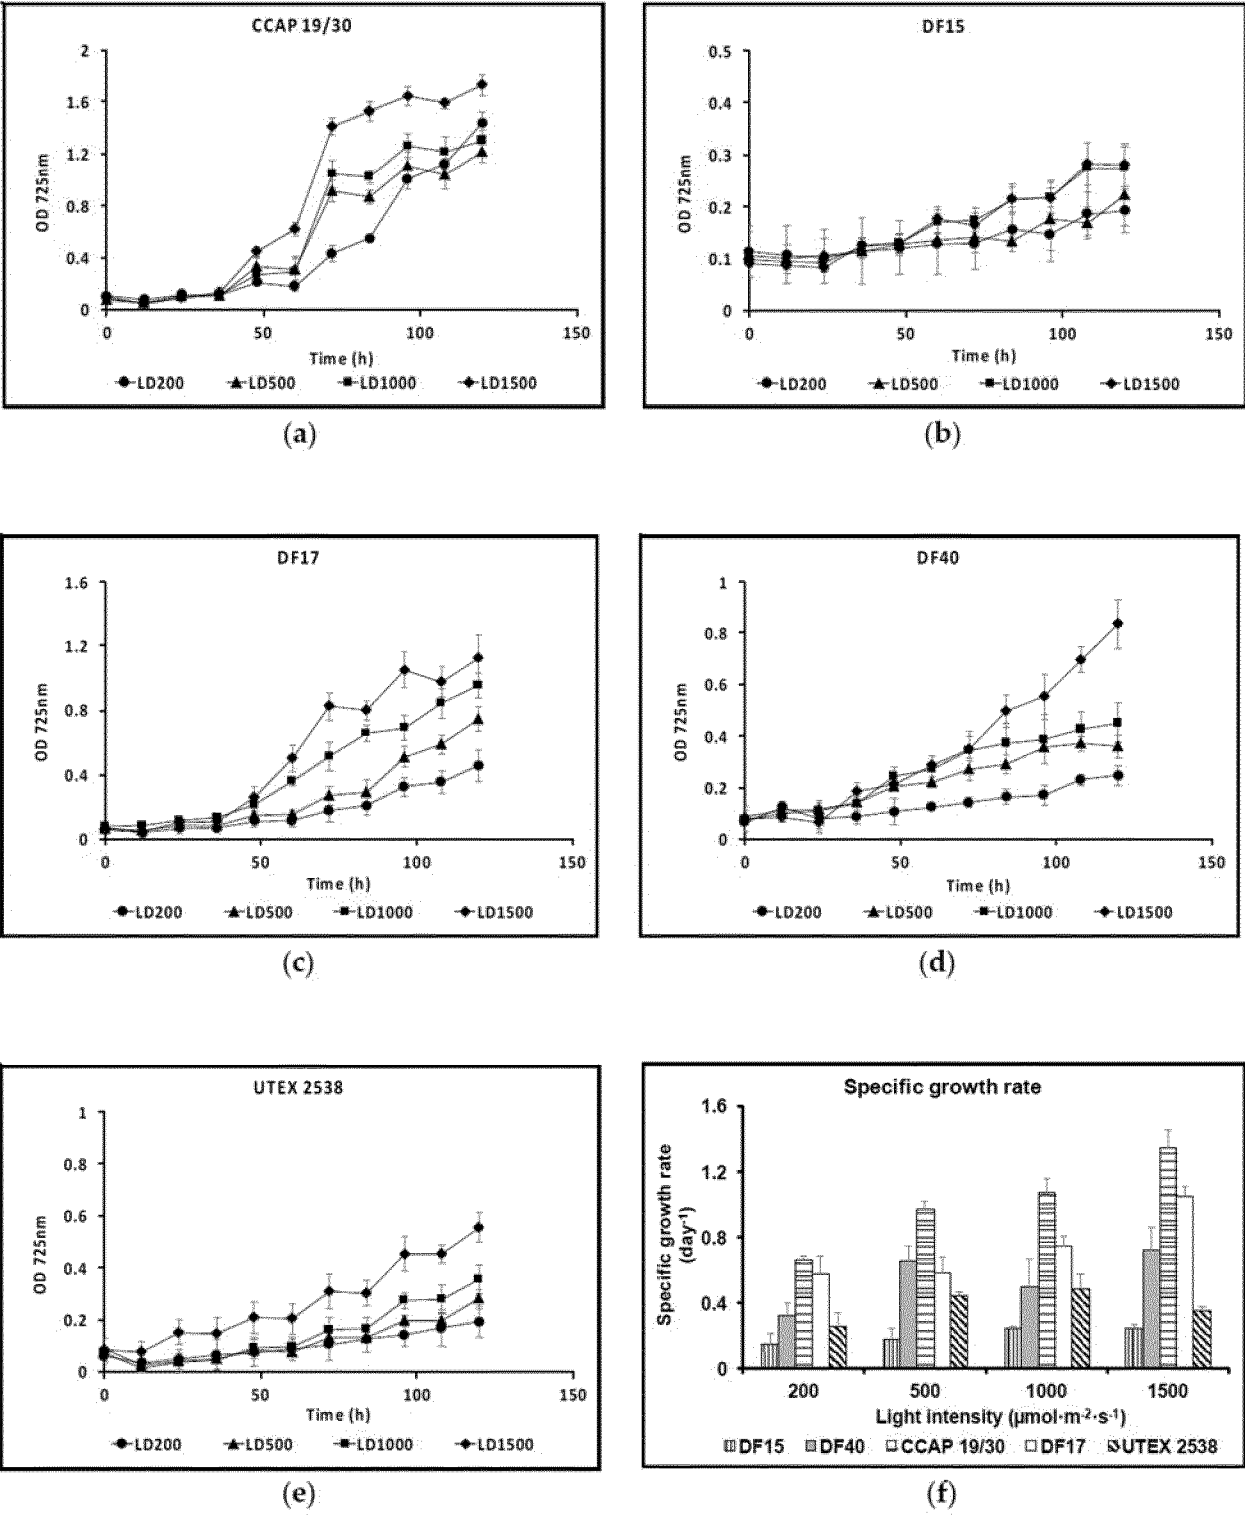 CCAP 19/30
2
1.6
1.2
0.8
0.4
0
OD 725nm
0 50 100 150
Time (h)
LD200 LD500 LD1000 LD1500
(a)
DF15
0.5
0.4
0.3
0.2
0.1
0
OD 725nm
0 50 100 150
Time (h)
LD200 LD500 LD1000 LD1500
(b)
DF17
1.6
1.2
0.8
0.4
0
OD 725nm
0 50 100 150
Time (h)
LD200 LD500 LD1000 LD1500
(c)
DF40
1
0.8
0.6
0.4
0.2
0
OD 725nm
0 50 100 150
Time (h)
LD200 LD500 LD1000 LD1500
(d)
UTEX 2538
1
0.8
0.6
0.4
0.2
0
OD 725nm
0 50 100 150
Time (h)
LD200 LD500 LD1000 LD1500
(e)
Specific growth rate
1.6
1.2
0.8
0.4
0
Specific growth rate
(day⁻¹)
200 500 1000 1500
Light intensity (μmol·m⁻²·s⁻¹)
DF15 DF40 CCAP 19/30 DF17 UTEX 2538
(f)